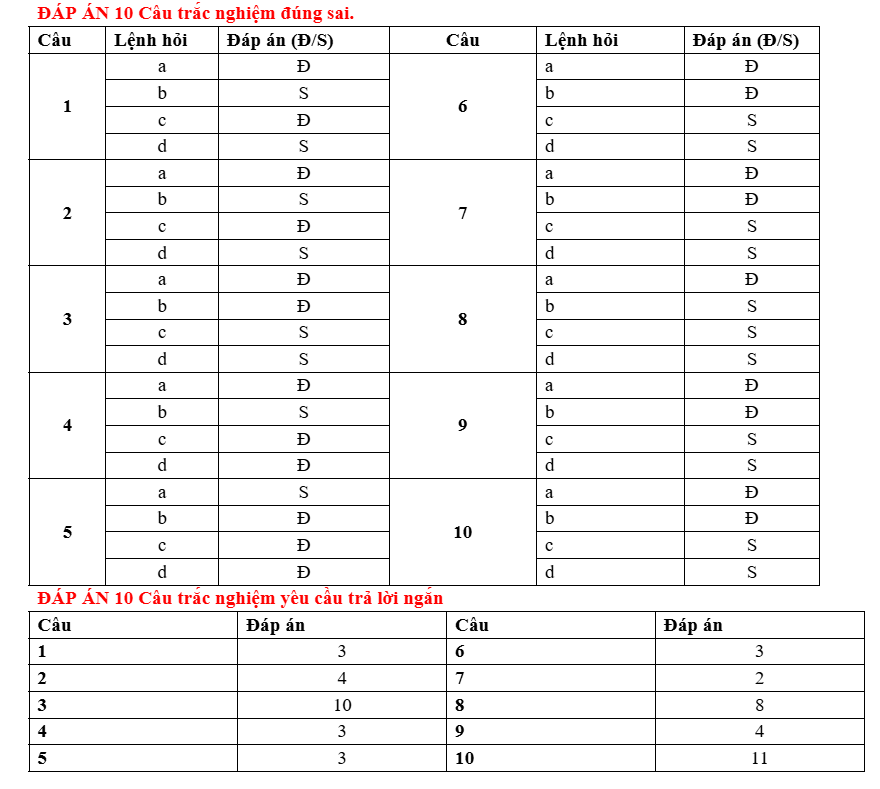 ĐÁP ÁN 10 Câu trắc nghiệm đúng sai.
Câu Lệnh hỏi Đáp án (Đ/S) Câu Lệnh hỏi Đáp án (Đ/S)
1 a Đ 6 a Đ
b S b Đ
c Đ c S
d S d S
2 a Đ 7 a Đ
b S b Đ
c Đ c S
d S d S
3 a Đ 8 a Đ
b Đ b S
c S c S
d S d S
4 a Đ 9 a Đ
b S b Đ
c Đ c S
d Đ d S
5 a S 10 a Đ
b Đ b Đ
c Đ c S
d Đ d S
ĐÁP ÁN 10 Câu trắc nghiệm yêu cầu trả lời ngắn
Câu Đáp án Câu Đáp án
1 3 6 3
2 4 7 2
3 10 8 8
4 3 9 4
5 3 10 11